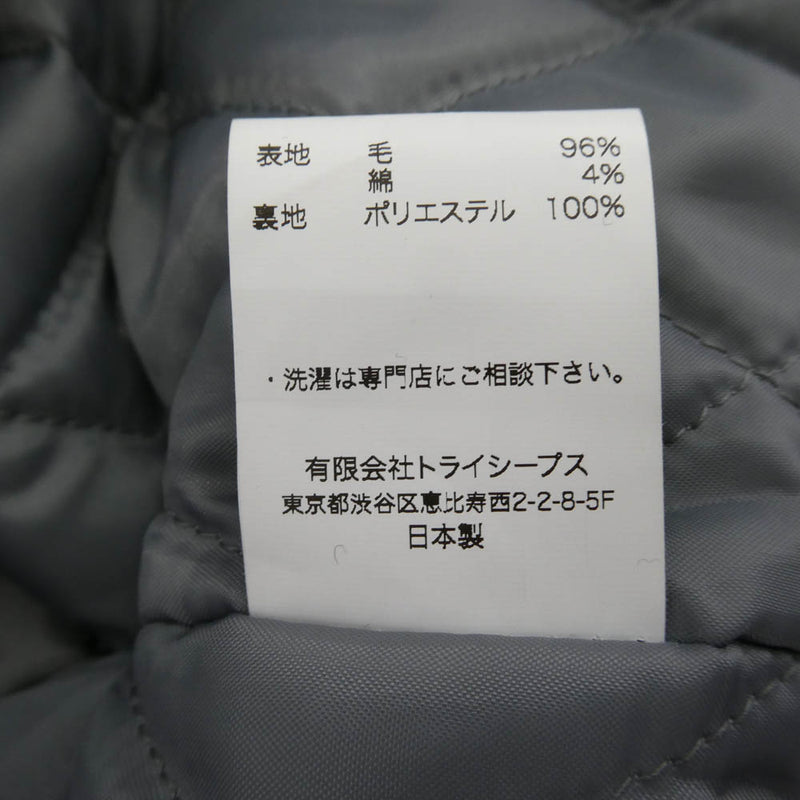 表地 毛 96%
綿 4%
裏地 ポリエステル 100%
・洗濯は専門店にご相談下さい。
有限会社トライシープス
東京都渋谷区恵比寿西2-2-8-5F
日本製